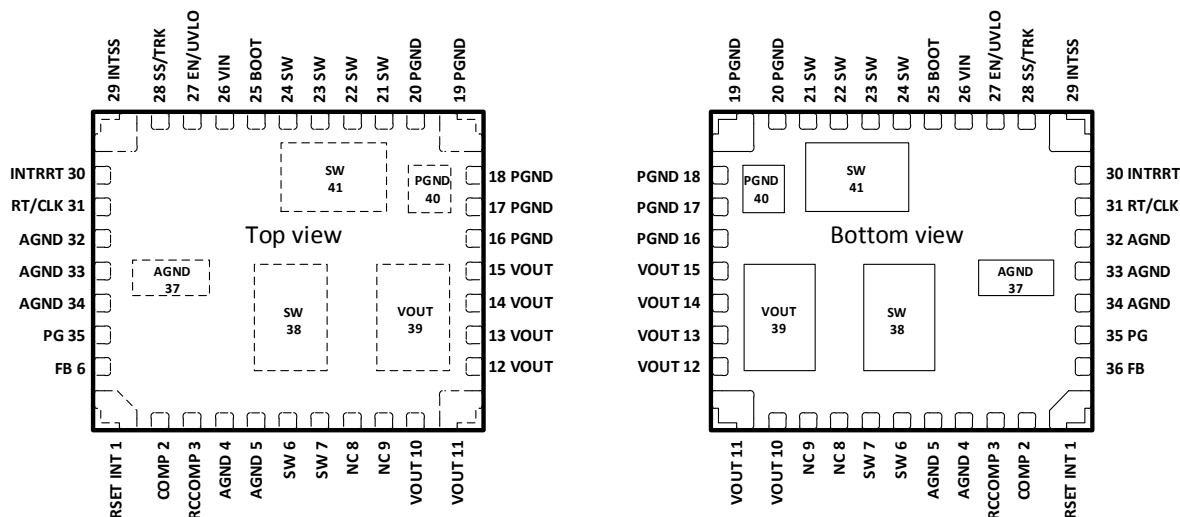 29 INTSS
28 SS/TRK
27 EN/UVLO
26 VIN
25 BOOT
24 SW
23 SW
22 SW
21 SW
20 PGND
19 PGND
INTRRT 30
RT/CLK 31
AGND 32
AGND 33
AGND 34
PG 35
FB 6
SW
41
PGND
40
Top view
AGND
37
SW
38
VOUT
39
18 PGND
17 PGND
16 PGND
15 VOUT
14 VOUT
13 VOUT
12 VOUT
RSET INT 1
COMP 2
RCCOMP 3
AGND 4
AGND 5
SW 6
SW 7
NC 8
NC 9
VOUT 10
VOUT 11
19 PGND
20 PGND
21 SW
22 SW
23 SW
24 SW
25 BOOT
26 VIN
27 EN/UVLO
28 SS/TRK
29 INTSS
PGND 18
PGND 17
PGND 16
VOUT 15
VOUT 14
VOUT 13
VOUT 12
PGND
40
SW
41
Bottom view
VOUT
39
SW
38
AGND
37
30 INTRRT
31 RT/CLK
32 AGND
33 AGND
34 AGND
35 PG
36 FB
VOUT 11
VOUT 10
NC 9
NC 8
SW 7
SW 6
AGND 5
AGND 4
RCCOMP 3
COMP 2
RSET INT 1